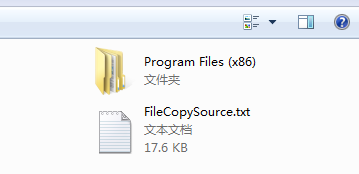 Program Files (x86)
文件夹
FileCopySource.txt
文本文档
17.6 KB